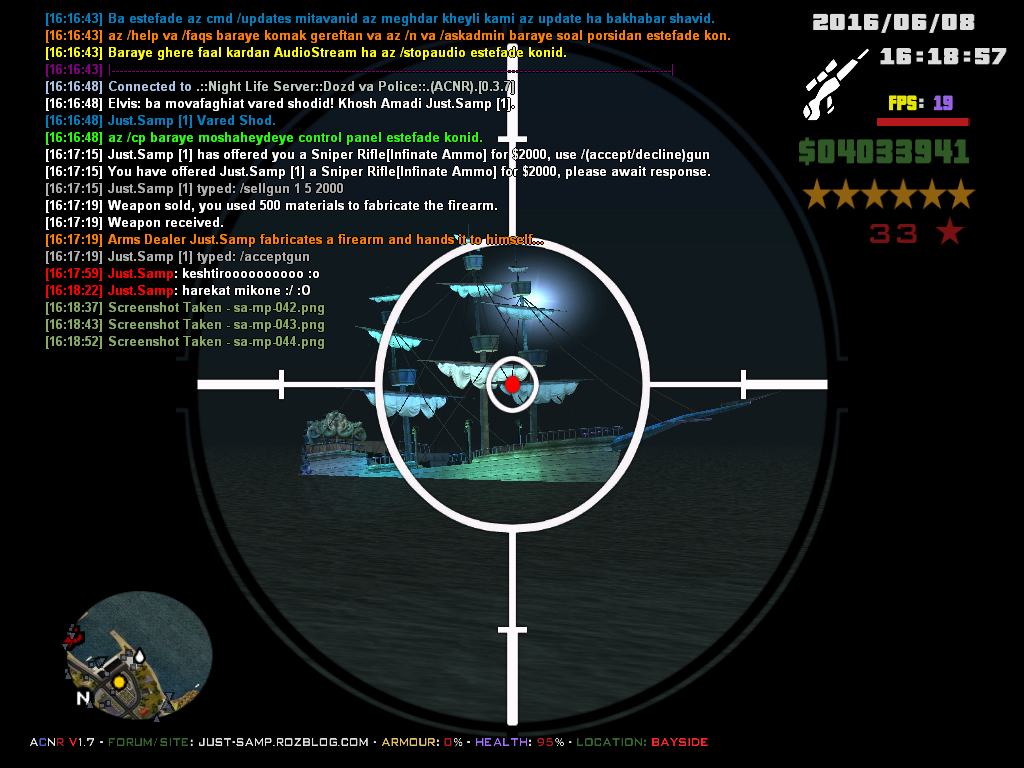 [16:16:43] Ba estefade az cmd /updates mitavanid az meghdar kheyli kami az update ha bakhabar shavid.
[16:16:43] az /help va /faqs baraye komak gereftan va az /n va /askadmin baraye soal porsidan estefade kon.
[16:16:43] Baraye ghere faal kardan AudioStream ha az /stopaudio estefade konid.
[16:16:43] |------------------------------------------------------------------------------------------------------|
[16:16:48] Connected to .::Night Life Server::Dozd va Police::.(ACNR).[0.3.7]
[16:16:48] Elvis: ba movafaghiat vared shodid! Khosh Amadi Just.Samp [1].
[16:16:48] Just.Samp [1] Vared Shod.
[16:16:48] az /cp baraye moshaheydeye control panel estefade konid.
[16:17:15] Just.Samp [1] has offered you a Sniper Rifle[Infinate Ammo] for $2000, use /(accept/decline)gun
[16:17:15] You have offered Just.Samp [1] a Sniper Rifle[Infinate Ammo] for $2000, please await response.
[16:17:15] Just.Samp [1] typed: /sellgun 1 5 2000
[16:17:19] Weapon sold, you used 500 materials to fabricate the firearm.
[16:17:19] Weapon received.
[16:17:19] Arms Dealer Just.Samp fabricates a firearm and hands it to himself...
[16:17:19] Just.Samp [1] typed: /acceptgun
[16:17:59] Just.Samp: keshtiroooooooooo :o
[16:18:22] Just.Samp: harekat mikone :/ :O
[16:18:37] Screenshot Taken - sa-mp-042.png
[16:18:43] Screenshot Taken - sa-mp-043.png
[16:18:52] Screenshot Taken - sa-mp-044.png
2016/06/08
16:18:57
FPS: 19
$04033941
33
N
ACNR V1.7 - FORUM/SITE: JUST-SAMP.ROZBLOG.COM - ARMOUR: 0% - HEALTH: 95% - LOCATION: BAYSIDE